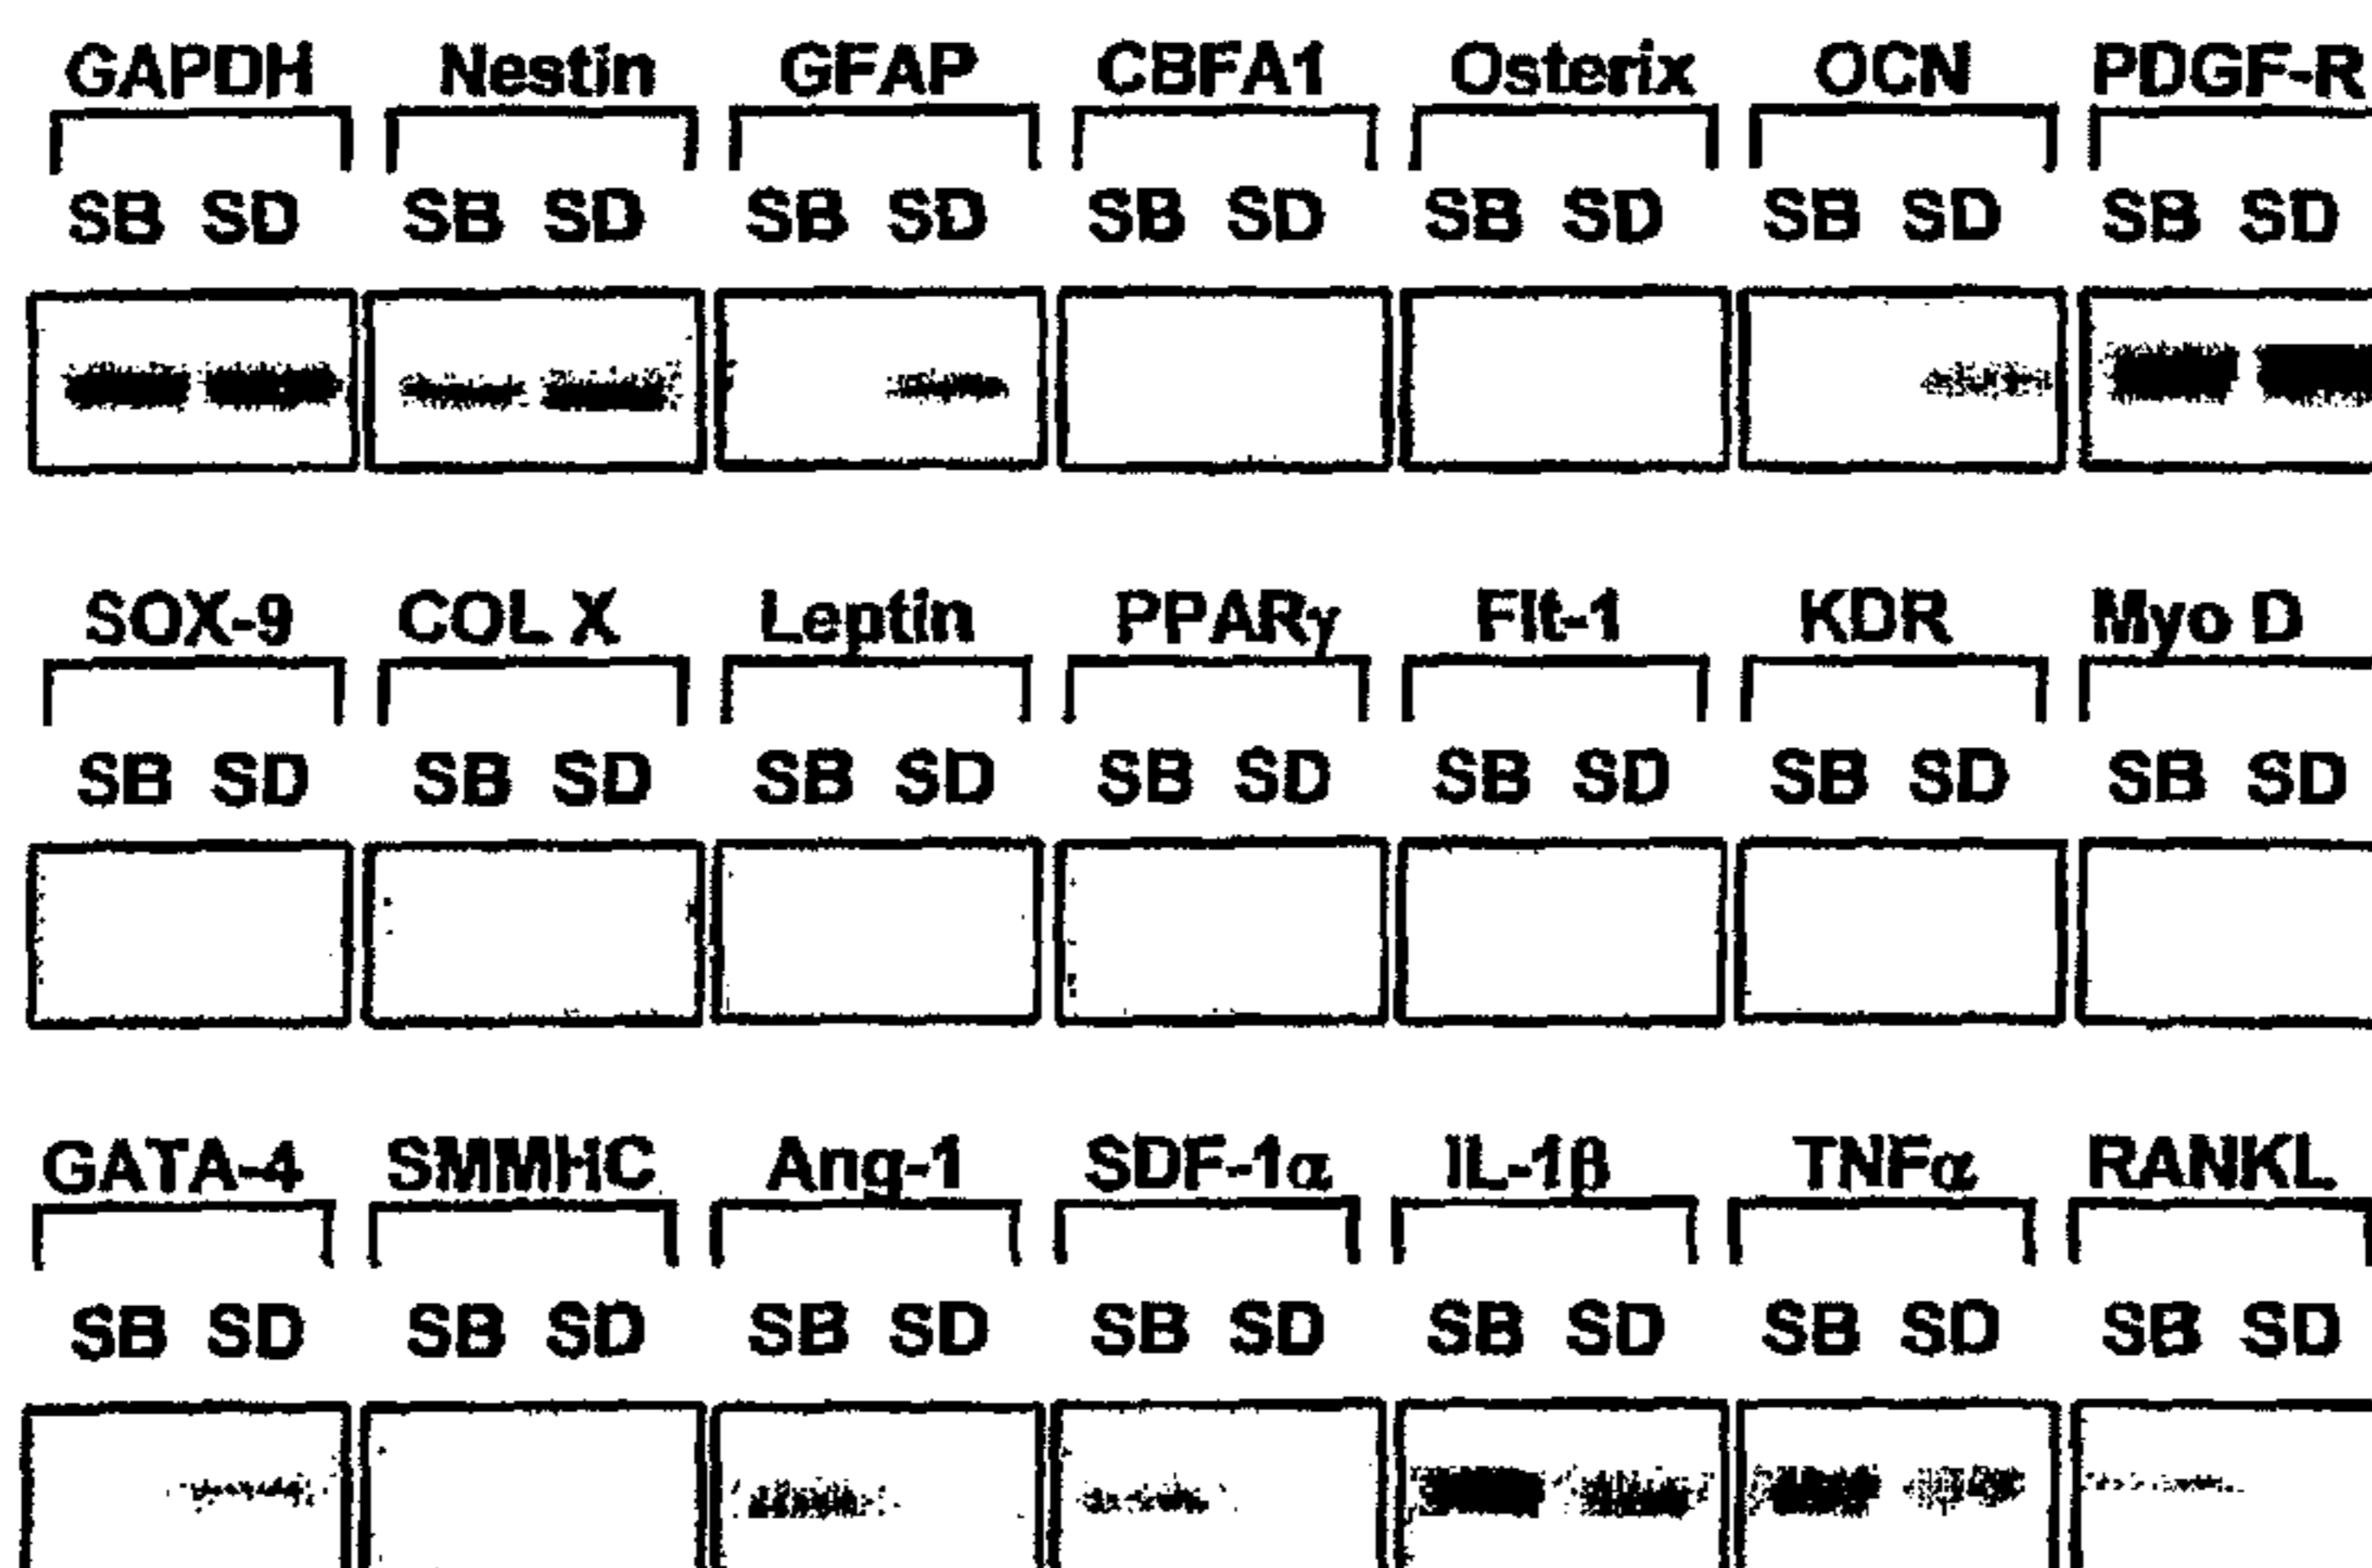 GAPDH Nestin GFAP CBFA1 Osterix OCN PDGF-R
SB SD SB SD SB SD SB SD SB SD SB SD SB SD
SOX-9 COL X Leptin PPARγ Flt-1 KDR Myo D
SB SD SB SD SB SD SB SD SB SD SB SD SB SD
GATA-4 SMMHC Ang-1 SDF-1α IL-1β TNFα RANKL
SB SD SB SD SB SD SB SD SB SD SB SD SB SD